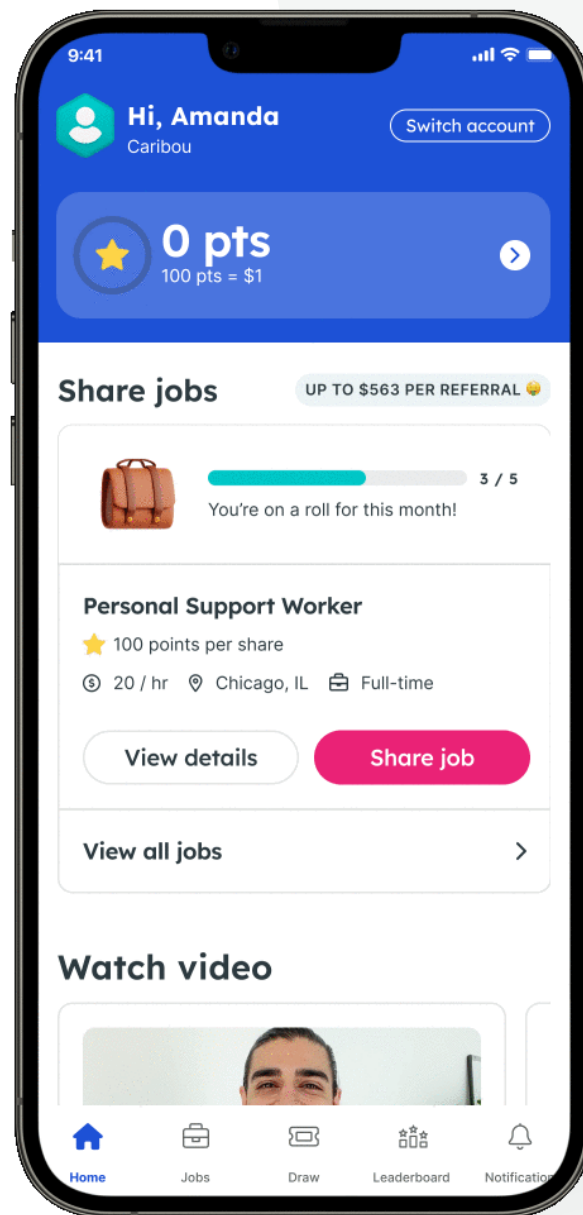 9:41
Hi, Amanda
Caribou
Switch account
0 pts
100 pts = $1
Share jobs
UP TO $563 PER REFERRAL 🤑
3 / 5
You're on a roll for this month!
Personal Support Worker
100 points per share
20 / hr Chicago, IL Full-time
View details
Share job
View all jobs
Watch video
Home
Jobs
Draw
Leaderboard
Notification